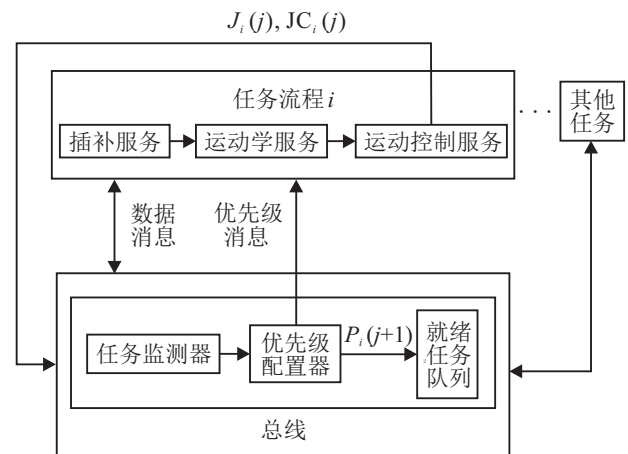 J_i(j), JC_i(j)
任务流程 i
插补服务
运动学服务
运动控制服务
···
其他
任务
数据
消息
优先级
消息
任务监测器
优先级
配置器
P_i(j+1)
就绪
任务
队列
总线